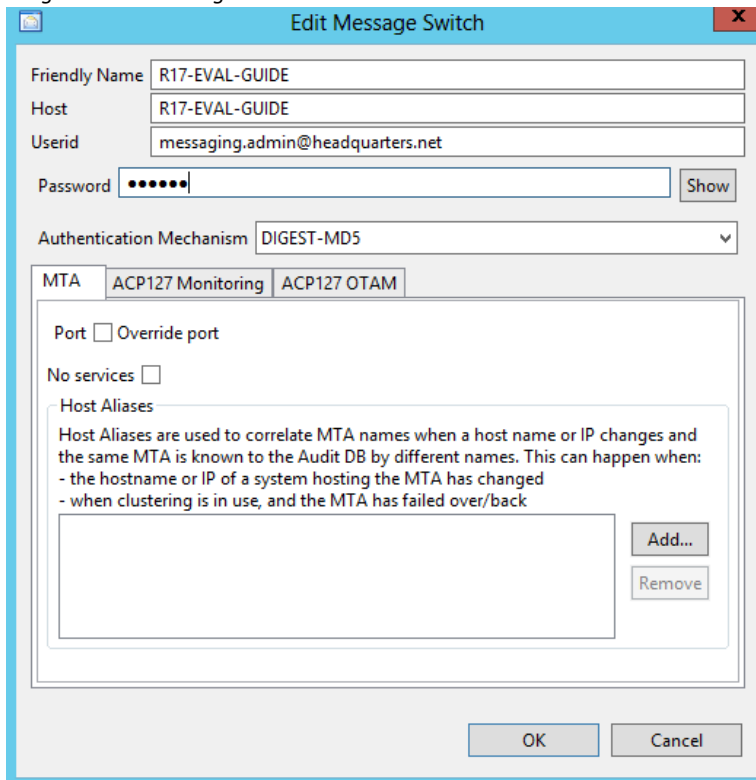 Edit Message Switch
x
Friendly Name R17-EVAL-GUIDE
Host R17-EVAL-GUIDE
Userid messaging.admin@headquarters.net
Password ●●●●●● Show
Authentication Mechanism DIGEST-MD5
MTA ACP127 Monitoring ACP127 OTAM
Port Override port
No services
Host Aliases
Host Aliases are used to correlate MTA names when a host name or IP changes and
the same MTA is known to the Audit DB by different names. This can happen when:
- the hostname or IP of a system hosting the MTA has changed
- when clustering is in use, and the MTA has failed over/back
Add...
Remove
OK Cancel